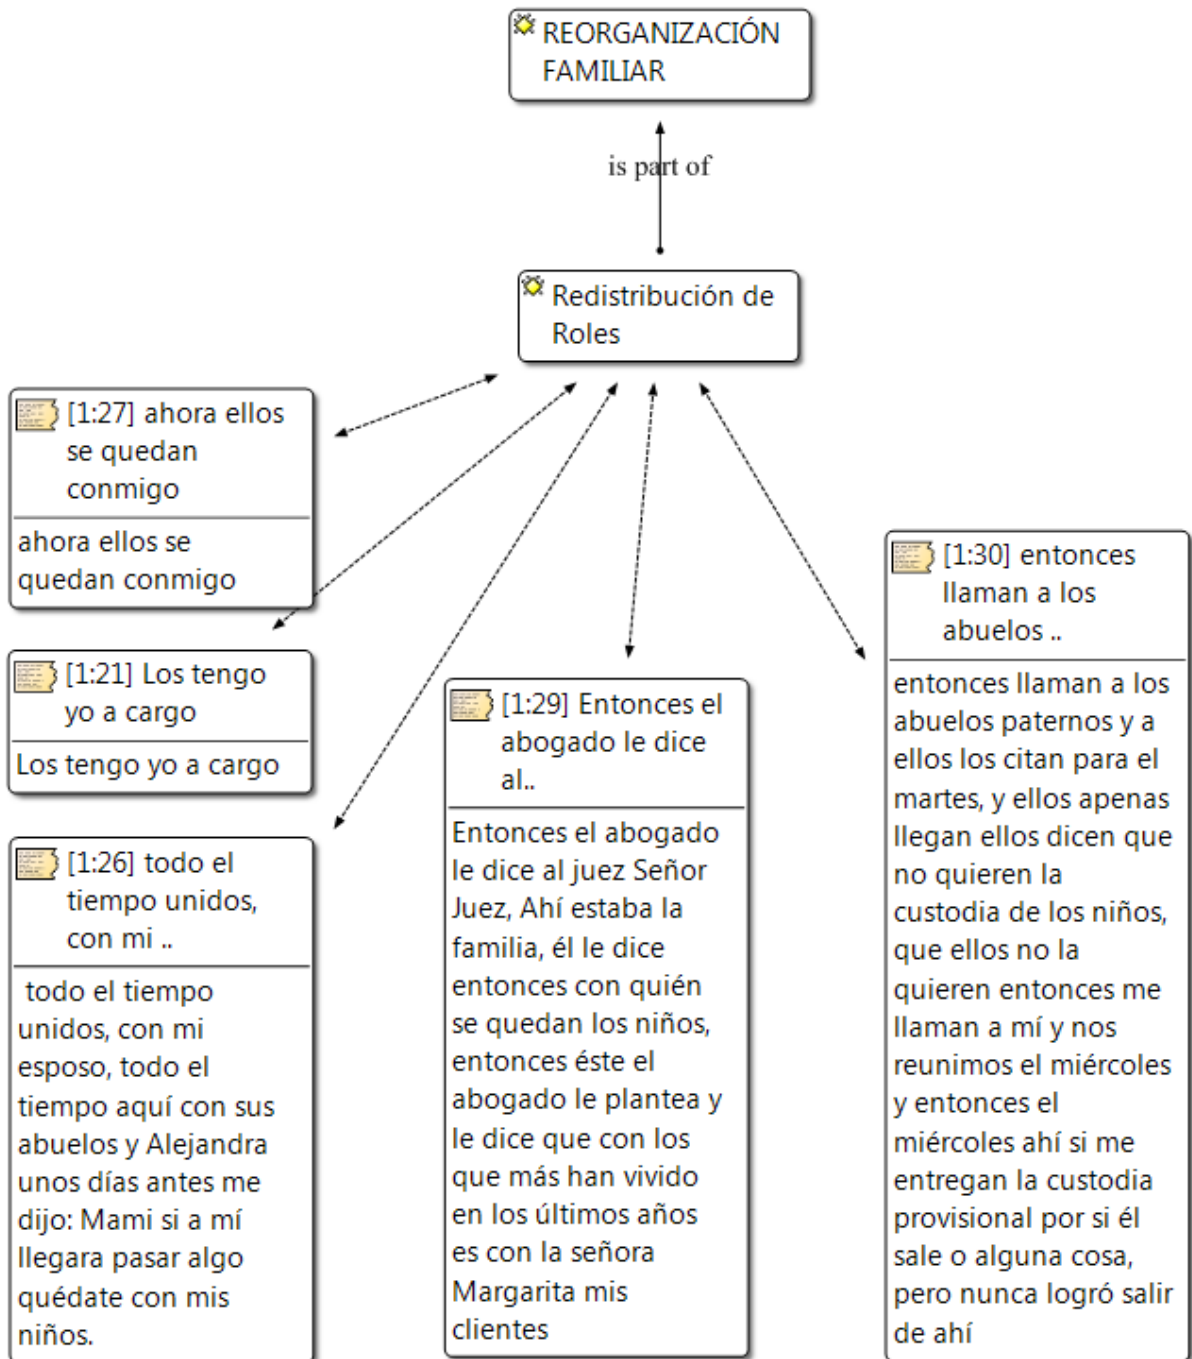 REORGANIZACIÓN
FAMILIAR
is part of
Redistribución de
Roles
[1:27] ahora ellos
se quedan
conmigo
ahora ellos se
quedan conmigo
[1:21] Los tengo
yo a cargo
Los tengo yo a cargo
[1:26] todo el
tiempo unidos,
con mi ..
todo el tiempo
unidos, con mi
esposo, todo el
tiempo aquí con sus
abuelos y Alejandra
unos días antes me
dijo: Mami si a mí
llegara pasar algo
quédate con mis
niños.
[1:29] Entonces el
abogado le dice
al..
Entonces el abogado
le dice al juez Señor
Juez, Ahí estaba la
familia, él le dice
entonces con quién
se quedan los niños,
entonces éste el
abogado le plantea y
le dice que con los
que más han vivido
en los últimos años
es con la señora
Margarita mis
clientes
[1:30] entonces
llaman a los
abuelos ..
entonces llaman a los
abuelos paternos y a
ellos los citan para el
martes, y ellos apenas
llegan ellos dicen que
no quieren la
custodia de los niños,
que ellos no la
quieren entonces me
llaman a mí y nos
reunimos el miércoles
y entonces el
miércoles ahí si me
entregan la custodia
provisional por si él
sale o alguna cosa,
pero nunca logró salir
de ahí